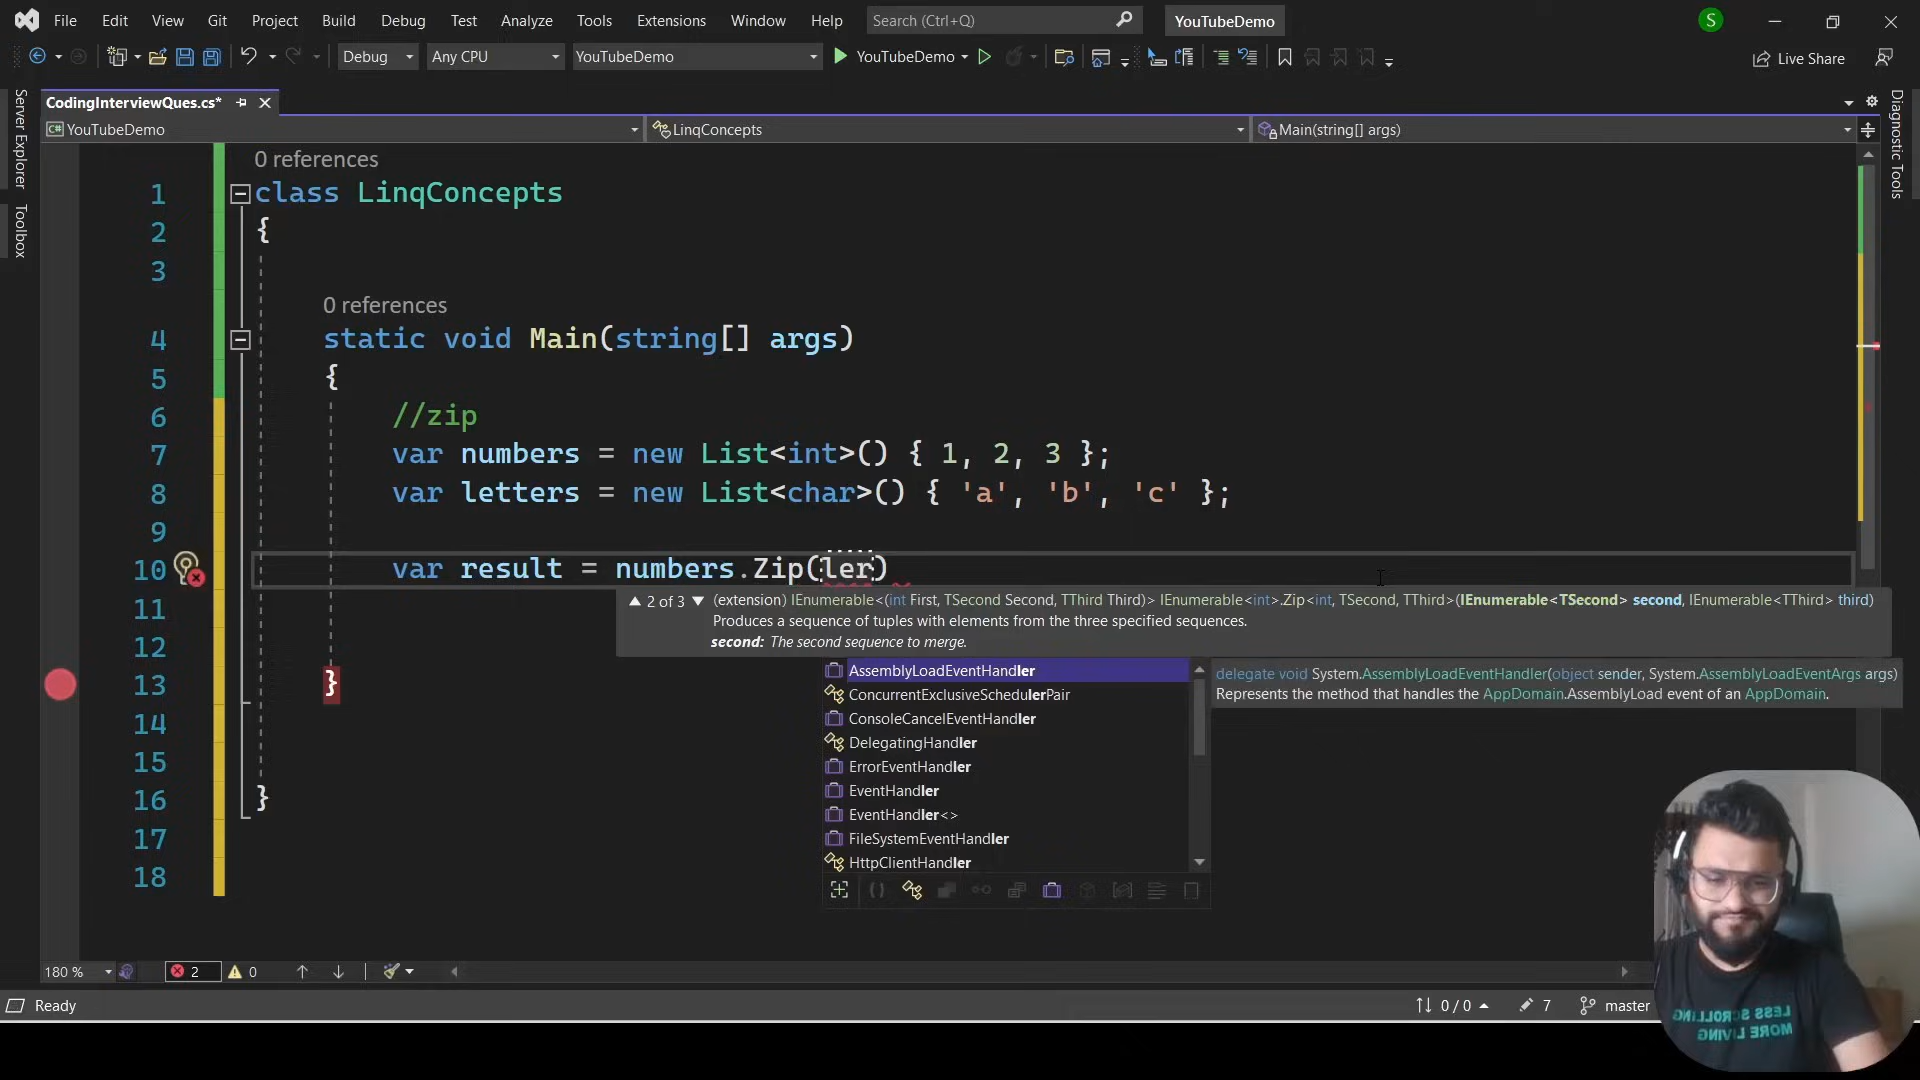 File Edit View Git Project Build Debug Test Analyze Tools Extensions Window Help Search (Ctrl+Q) YouTubeDemo S
Debug Any CPU YouTubeDemo YouTubeDemo Live Share
Server Explorer
Toolbox
Diagnostic Tools
CodingInterviewQues.cs*
C# YouTubeDemo LinqConcepts Main(string[] args)
0 references
1 class LinqConcepts
2 {
3
0 references
4 static void Main(string[] args)
5 {
6 //zip
7 var numbers = new List<int>() { 1, 2, 3 };
8 var letters = new List<char>() { 'a', 'b', 'c' };
9
10 var result = numbers.Zip(ler)
11
12
13 }
14
15
16 }
17
18
▲ 2 of 3 ▼ (extension) IEnumerable<(int First, TSecond Second, TThird Third)> IEnumerable<int>.Zip<int, TSecond, TThird>(IEnumerable<TSecond> second, IEnumerable<TThird> third)
Produces a sequence of tuples with elements from the three specified sequences.
second: The second sequence to merge.
AssemblyLoadEventHandler
ConcurrentExclusiveSchedulerPair
ConsoleCancelEventHandler
DelegatingHandler
ErrorEventHandler
EventHandler
EventHandler<>
FileSystemEventHandler
HttpClientHandler
delegate void System.AssemblyLoadEventHandler(object sender, System.AssemblyLoadEventArgs args)
Represents the method that handles the AppDomain.AssemblyLoad event of an AppDomain.
180 % 2 0
Ready 0 / 0 7 master
LESS SCROLLING
MORE LIVING